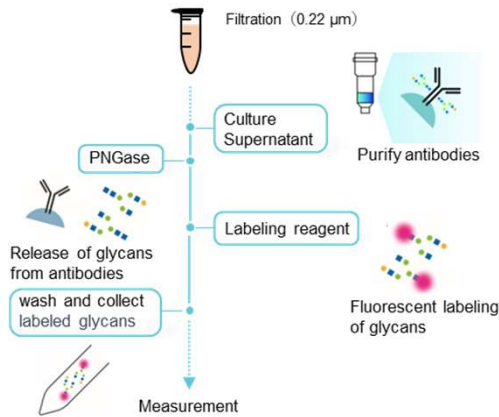 Filtration（0.22 μm）
Culture
Supernatant
PNGase
Purify antibodies
Labeling reagent
Release of glycans
from antibodies
wash and collect
labeled glycans
Fluorescent labeling
of glycans
Measurement